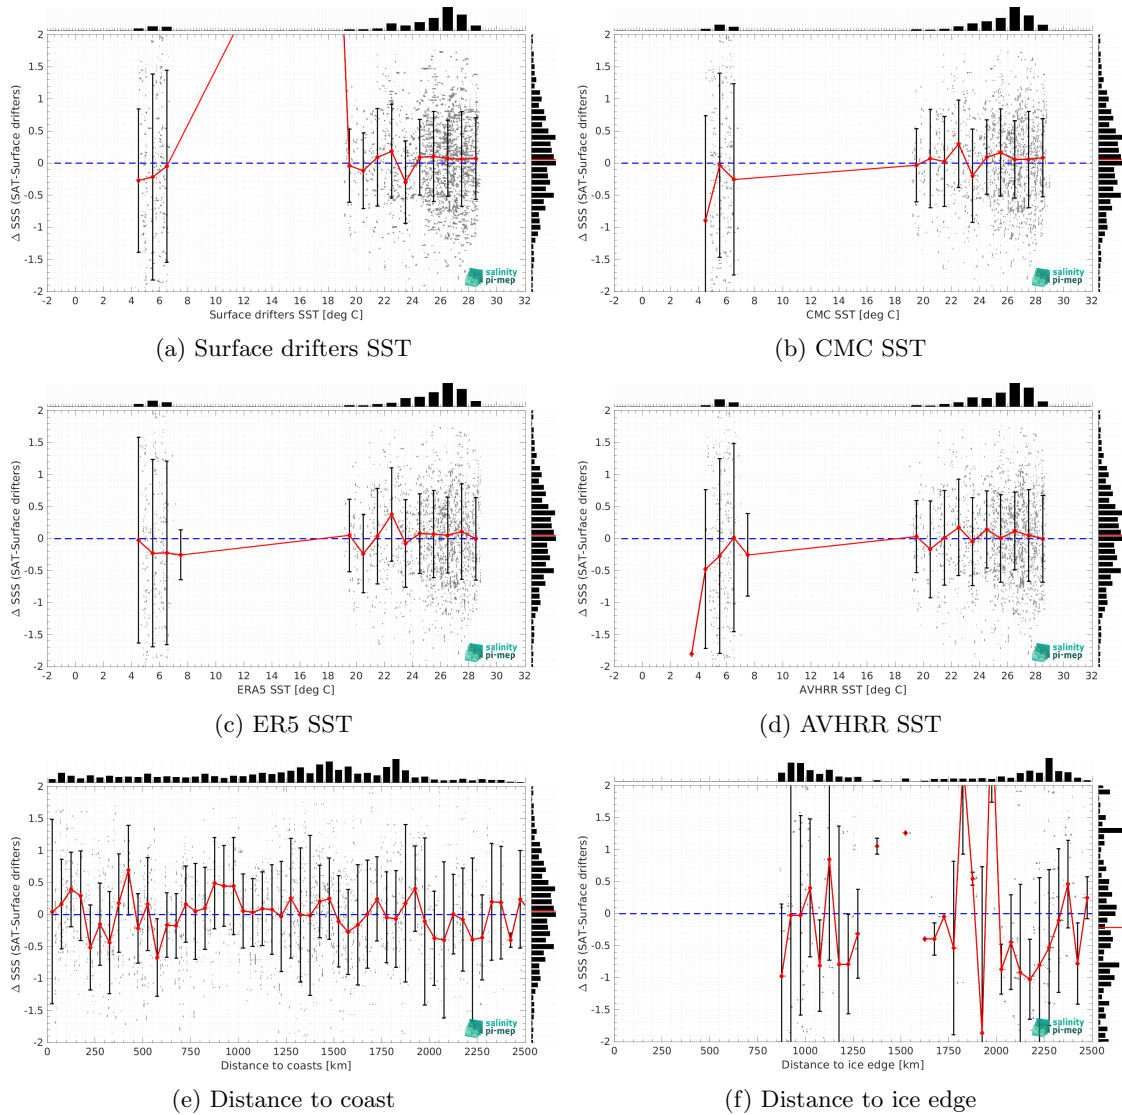 2
1.5
1
0.5
0
-0.5
-1
-1.5
-2
Δ SSS (SAT-Surface drifters)
salinity
pi-mep
-2 0 2 4 6 8 10 12 14 16 18 20 22 24 26 28 30 32
Surface drifters SST [deg C]
(a) Surface drifters SST
2
1.5
1
0.5
0
-0.5
-1
-1.5
-2
Δ SSS (SAT-Surface drifters)
salinity
pi-mep
-2 0 2 4 6 8 10 12 14 16 18 20 22 24 26 28 30 32
CMC SST [deg C]
(b) CMC SST
2
1.5
1
0.5
0
-0.5
-1
-1.5
-2
Δ SSS (SAT-Surface drifters)
salinity
pi-mep
-2 0 2 4 6 8 10 12 14 16 18 20 22 24 26 28 30 32
ERA5 SST [deg C]
(c) ER5 SST
2
1.5
1
0.5
0
-0.5
-1
-1.5
-2
Δ SSS (SAT-Surface drifters)
salinity
pi-mep
-2 0 2 4 6 8 10 12 14 16 18 20 22 24 26 28 30 32
AVHRR SST [deg C]
(d) AVHRR SST
2
1.5
1
0.5
0
-0.5
-1
-1.5
-2
Δ SSS (SAT-Surface drifters)
salinity
pi-mep
0 250 500 750 1000 1250 1500 1750 2000 2250 2500
Distance to coasts [km]
(e) Distance to coast
2
1.5
1
0.5
0
-0.5
-1
-1.5
-2
Δ SSS (SAT-Surface drifters)
salinity
pi-mep
0 250 500 750 1000 1250 1500 1750 2000 2250 2500
Distance to ice edge [km]
(f) Distance to ice edge